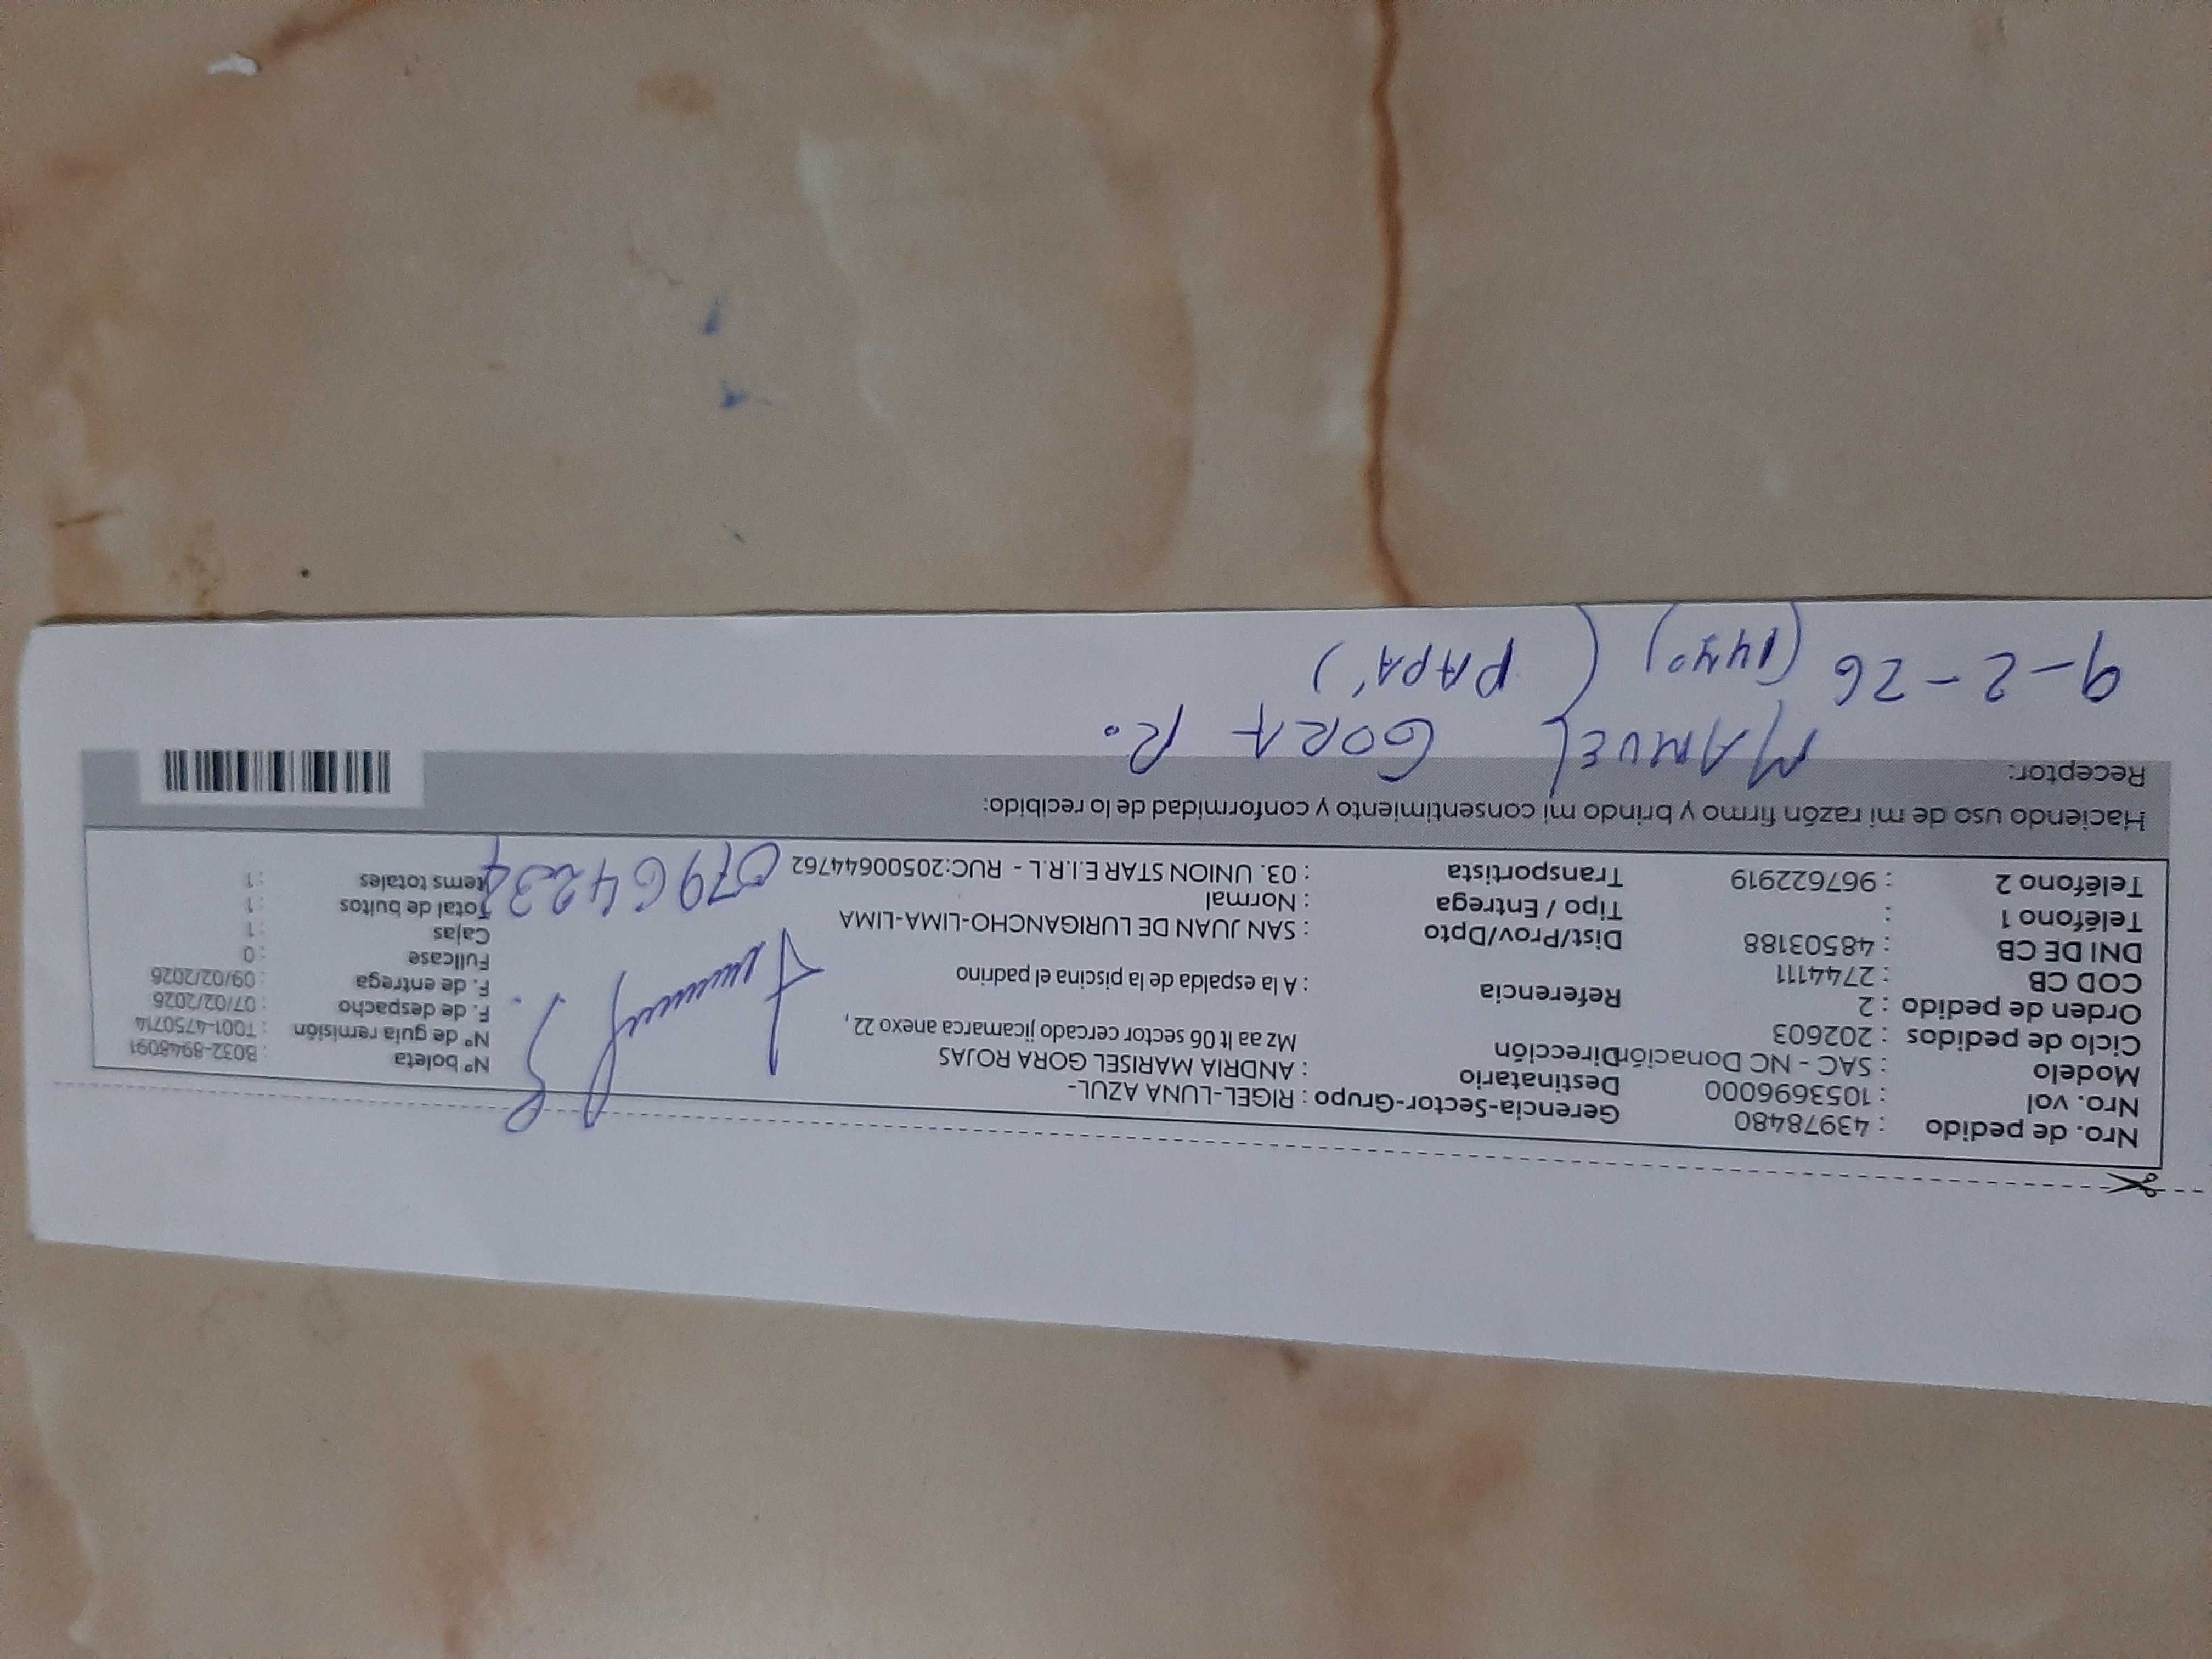 Nro. de pedido : 43978480 Gerencia-Sector-Grupo : RIGEL-LUNA AZUL- Nº boleta : B032-8948091
Nro. vol : 1053696000 Destinatario : ANDRIA MARISEL GORA ROJAS Nº de guía remisión : T001-4750714
Modelo : SAC - NC Donación Dirección Mz aa lt 06 sector cercado jicamarca anexo 22, F. de despacho : 07/02/2026
Ciclo de pedidos : 202603 F. de entrega : 09/02/2026
Orden de pedido : 2 Referencia : A la espalda de la piscina el padrino Fullcase : 0
COD CB : 2744111 Cajas : 1
DNI DE CB : 48503188 Dist/Prov/Dpto : SAN JUAN DE LURIGANCHO-LIMA-LIMA Total de bultos : 1
Teléfono 1 : Tipo / Entrega : Normal Items totales : 1
Teléfono 2 : 967622919 Transportista : 03. UNION STAR E.I.R.L - RUC:20500644762
Haciendo uso de mi razón firmo y brindo mi consentimiento y conformidad de lo recibido:
Receptor:
MANUEL GORA R.
9-2-26 (PAPA')